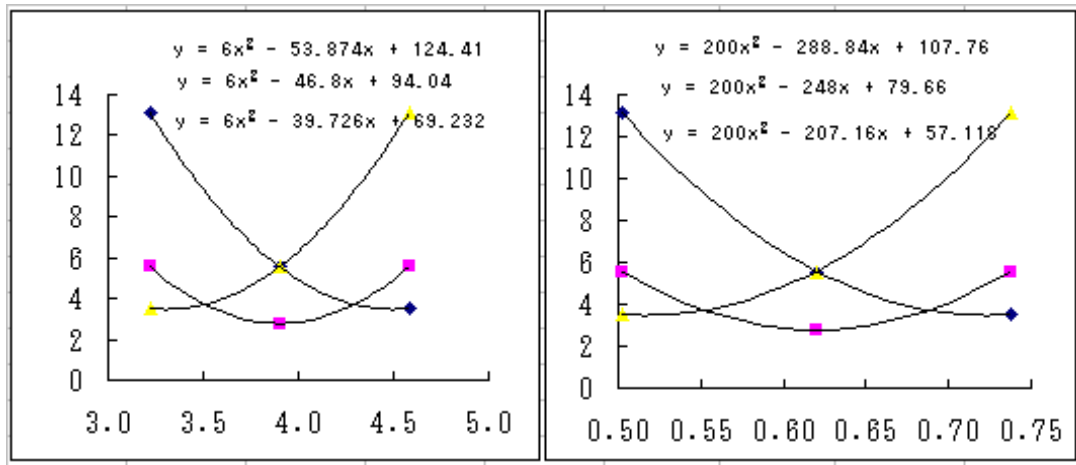 y = 6x² - 53.874x + 124.41
y = 6x² - 46.8x + 94.04
y = 6x² - 39.726x + 69.232
14
12
10
8
6
4
2
0
3.0 3.5 4.0 4.5 5.0
y = 200x² - 288.84x + 107.76
y = 200x² - 248x + 79.66
y = 200x² - 207.16x + 57.118
14
12
10
8
6
4
2
0
0.50 0.55 0.60 0.65 0.70 0.75